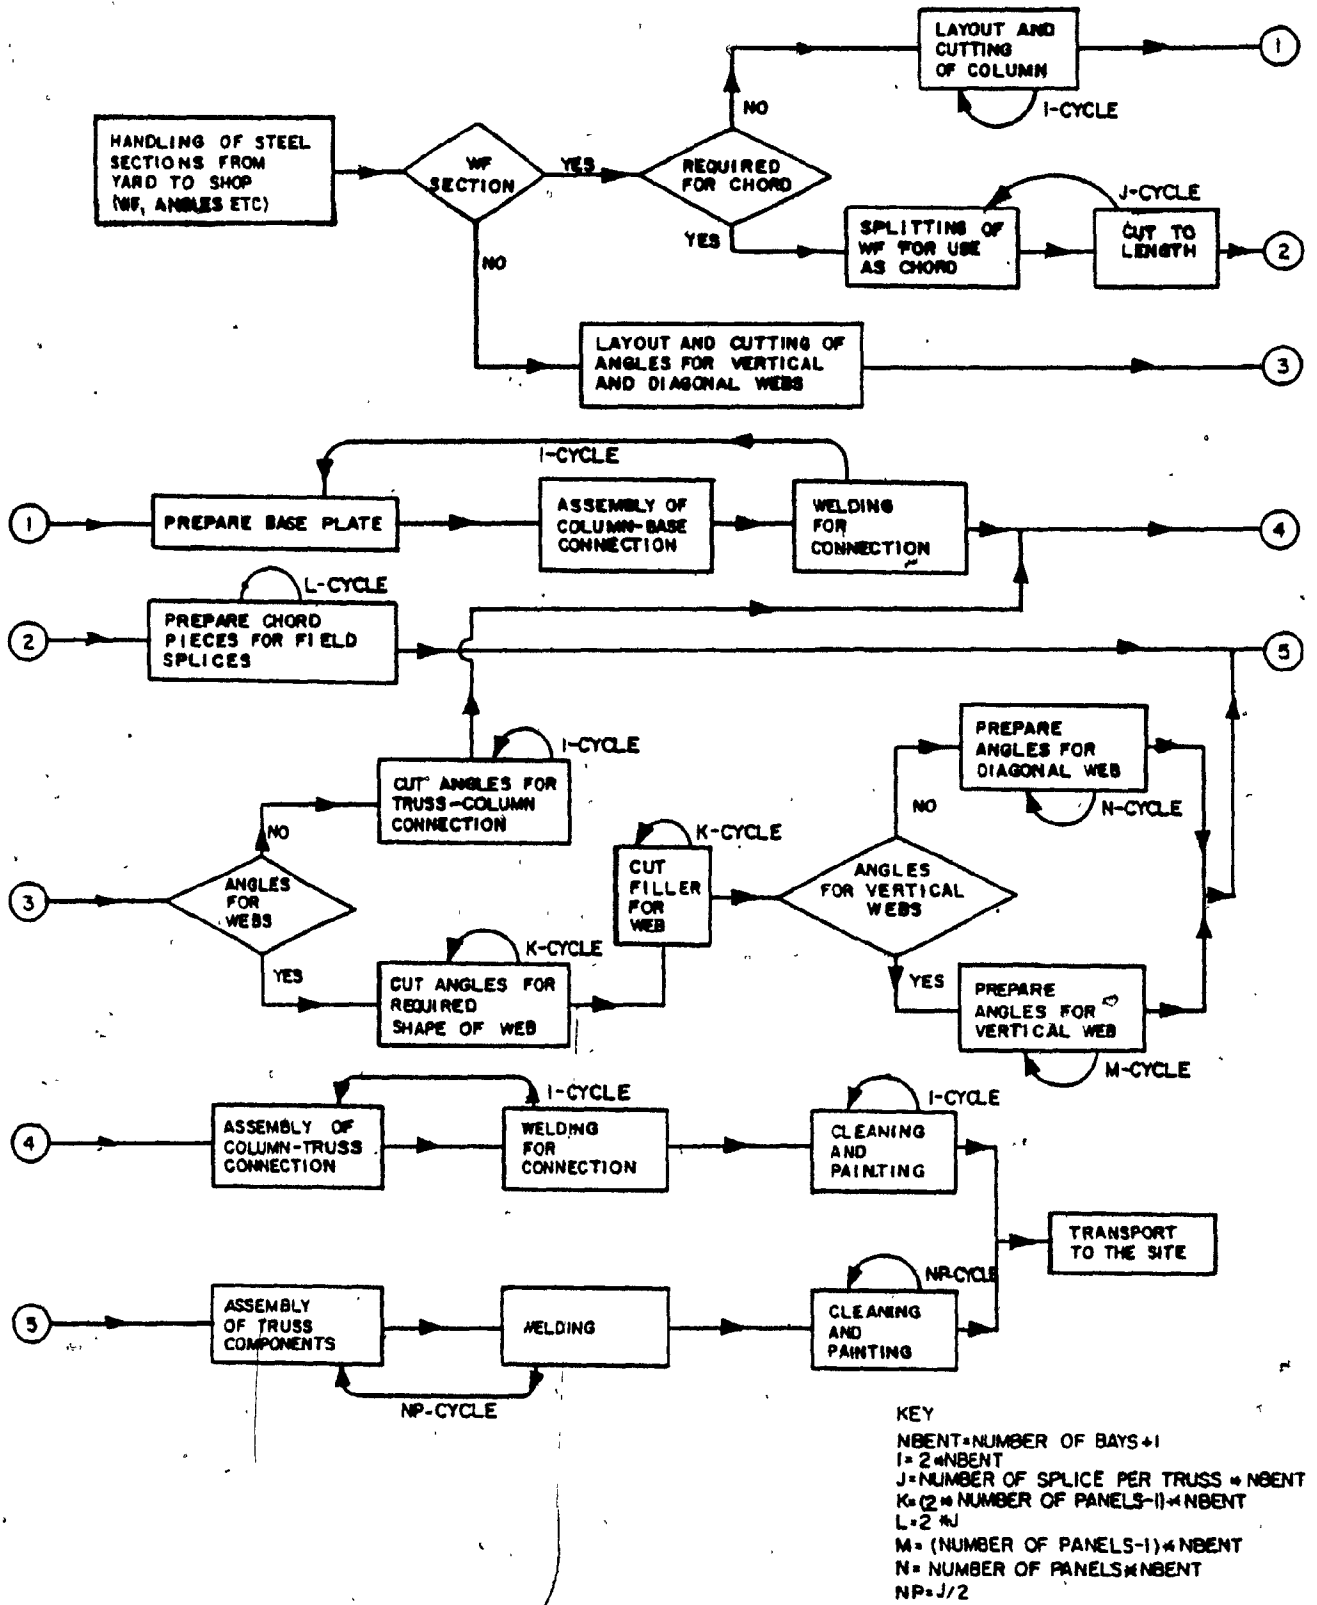 LAYOUT AND
CUTTING
OF COLUMN
1
I-CYCLE
NO
HANDLING OF STEEL
SECTIONS FROM
YARD TO SHOP
(WF, ANGLES ETC)
WF
SECTION
YES
REQUIRED
FOR CHORD
YES
J-CYCLE
SPLITTING OF
WF FOR USE
AS CHORD
CUT TO
LENGTH
2
NO
LAYOUT AND CUTTING OF
ANGLES FOR VERTICAL
AND DIAGONAL WEBS
3
I-CYCLE
1
PREPARE BASE PLATE
ASSEMBLY OF
COLUMN-BASE
CONNECTION
WELDING
FOR
CONNECTION
4
L-CYCLE
2
PREPARE CHORD
PIECES FOR FIELD
SPLICES
5
I-CYCLE
CUT ANGLES FOR
TRUSS-COLUMN
CONNECTION
NO
3
ANGLES
FOR
WEBS
YES
K-CYCLE
CUT ANGLES FOR
REQUIRED
SHAPE OF WEB
K-CYCLE
CUT
FILLER
FOR
WEB
ANGLES
FOR VERTICAL
WEBS
NO
PREPARE
ANGLES FOR
DIAGONAL WEB
N-CYCLE
YES
PREPARE
ANGLES FOR
VERTICAL WEB
M-CYCLE
4
ASSEMBLY OF
COLUMN-TRUSS
CONNECTION
I-CYCLE
WELDING
FOR
CONNECTION
I-CYCLE
CLEANING
AND
PAINTING
TRANSPORT
TO THE SITE
5
ASSEMBLY
OF TRUSS
COMPONENTS
WELDING
NP-CYCLE
NP-CYCLE
CLEANING
AND
PAINTING
KEY
NBENT=NUMBER OF BAYS+1
I=2*NBENT
J=NUMBER OF SPLICE PER TRUSS * NBENT
K=(2*NUMBER OF PANELS-1)*NBENT
L=2*J
M=(NUMBER OF PANELS-1)*NBENT
N=NUMBER OF PANELS*NBENT
NP=J/2